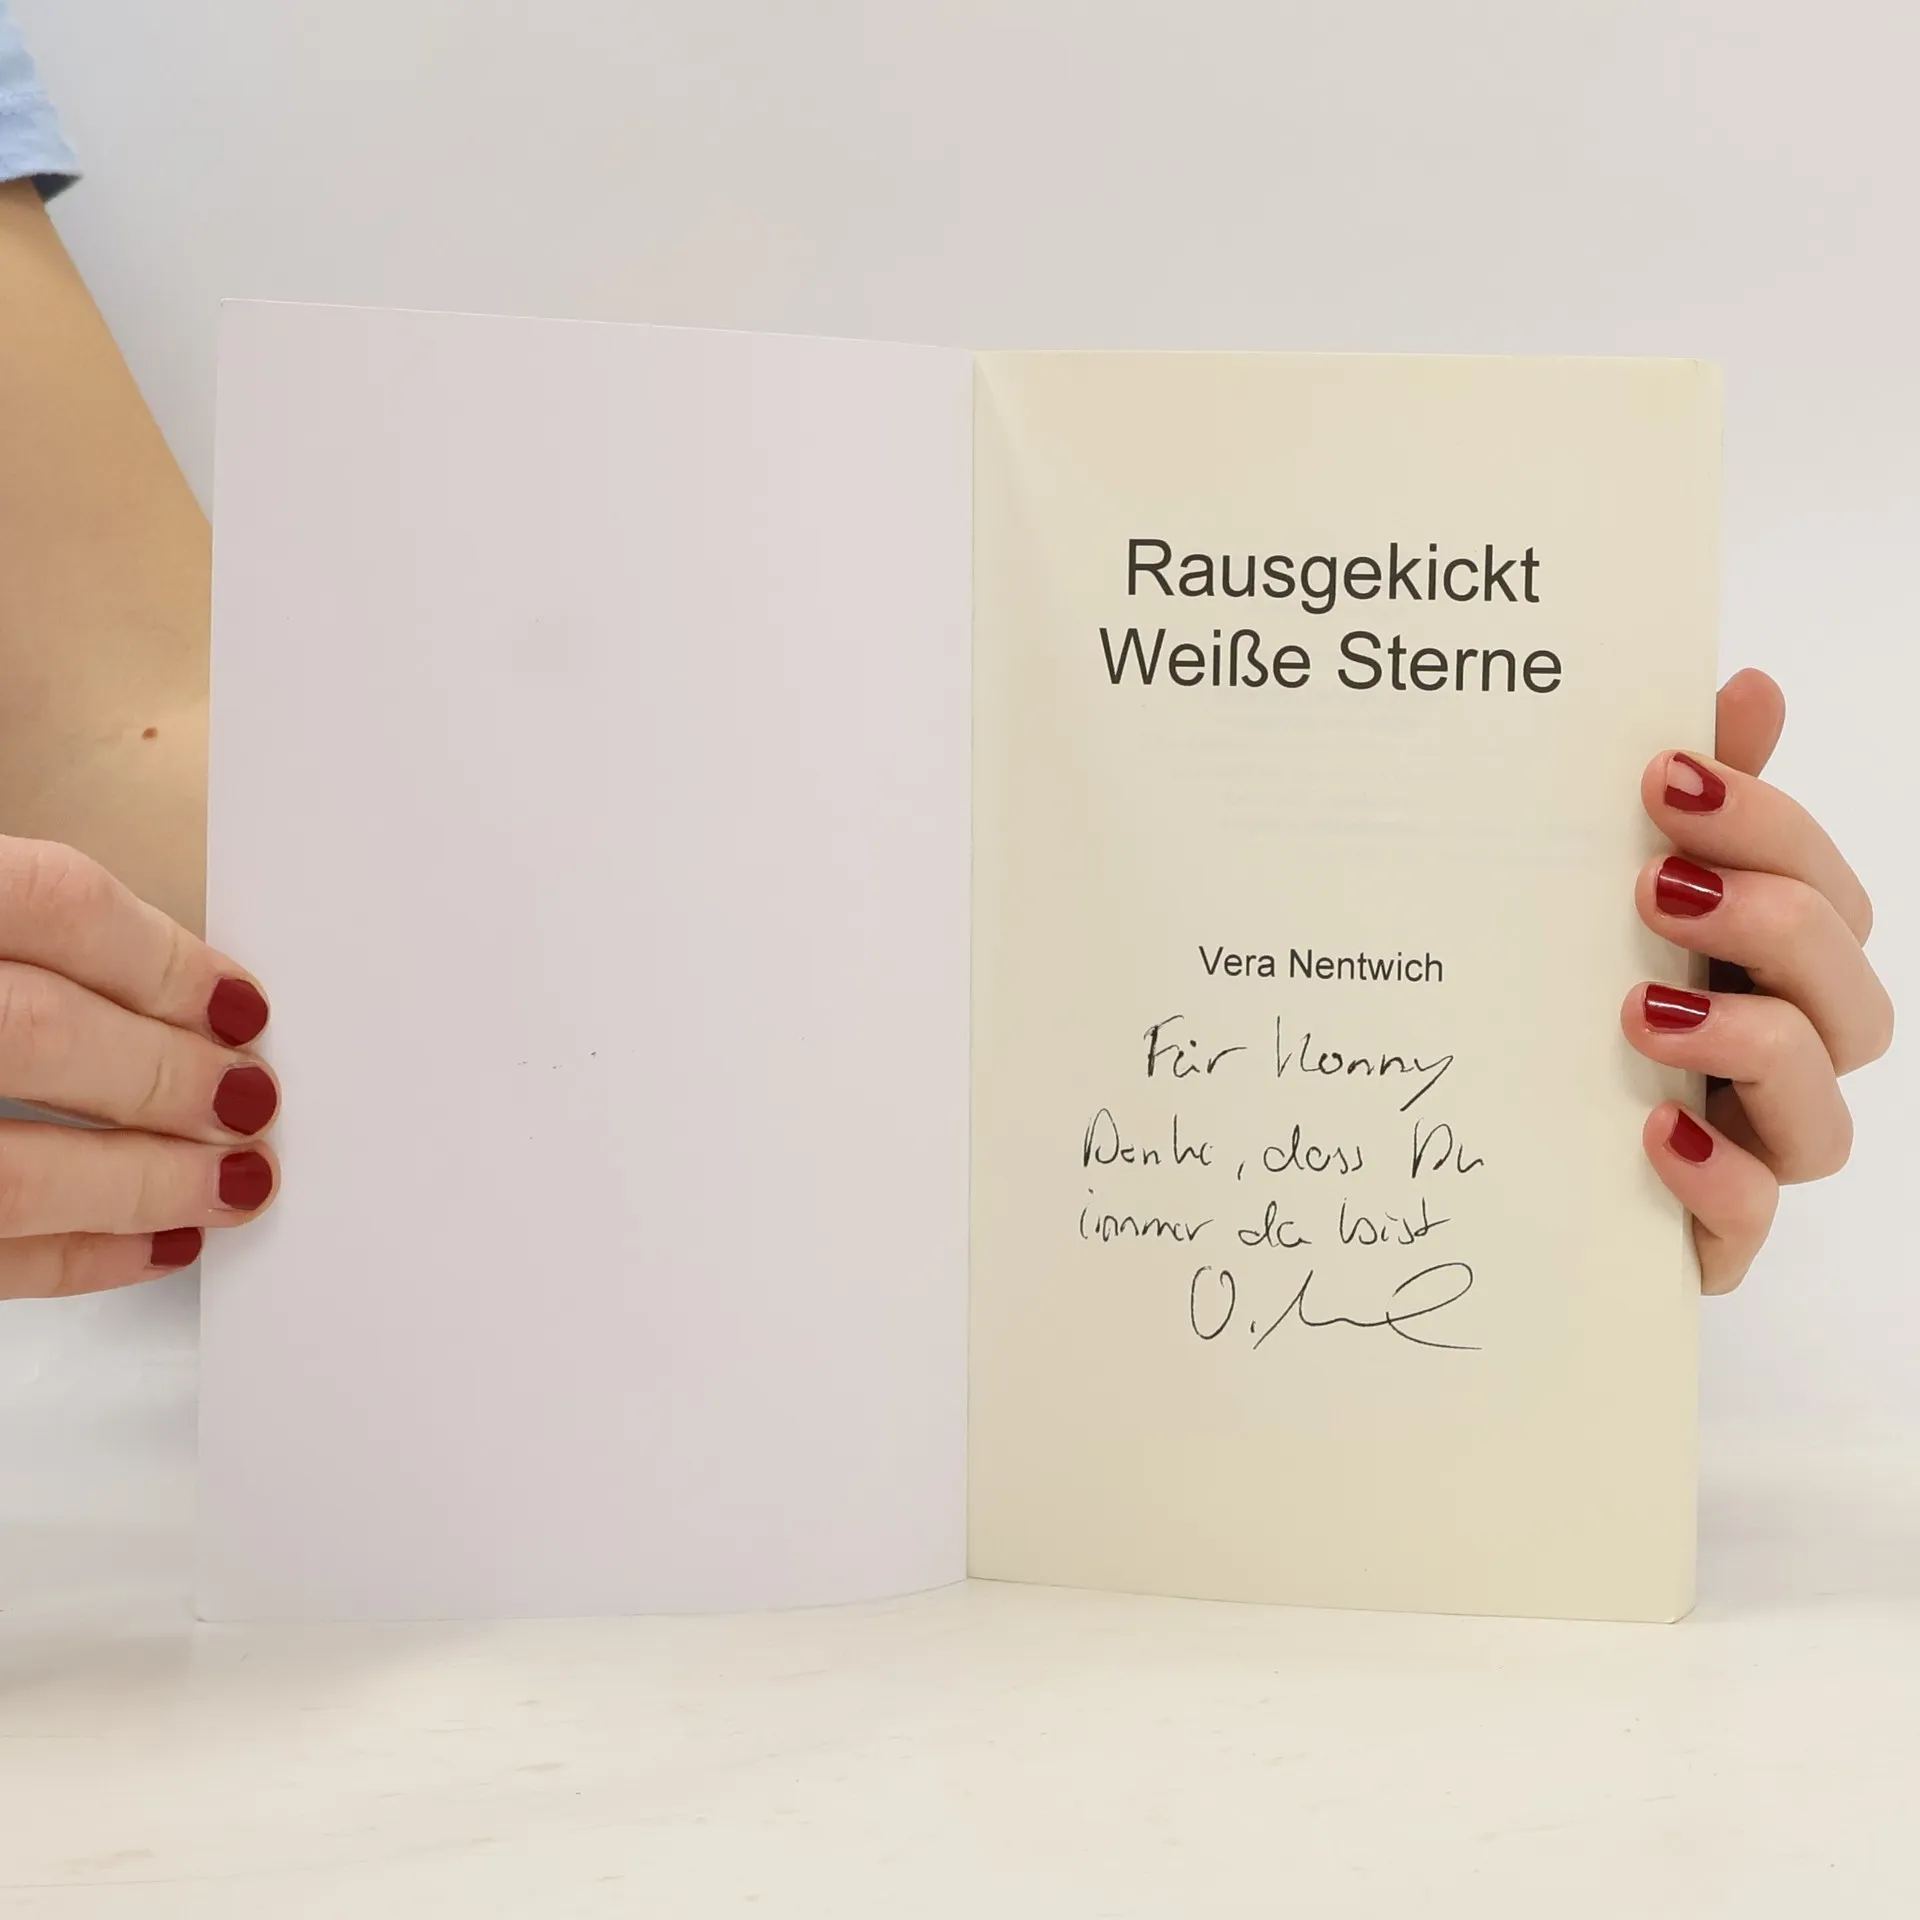 Rausgekickt
Weiße Sterne
Vera Nentwich
Für Konny
Danke, dass Du
immer da bist